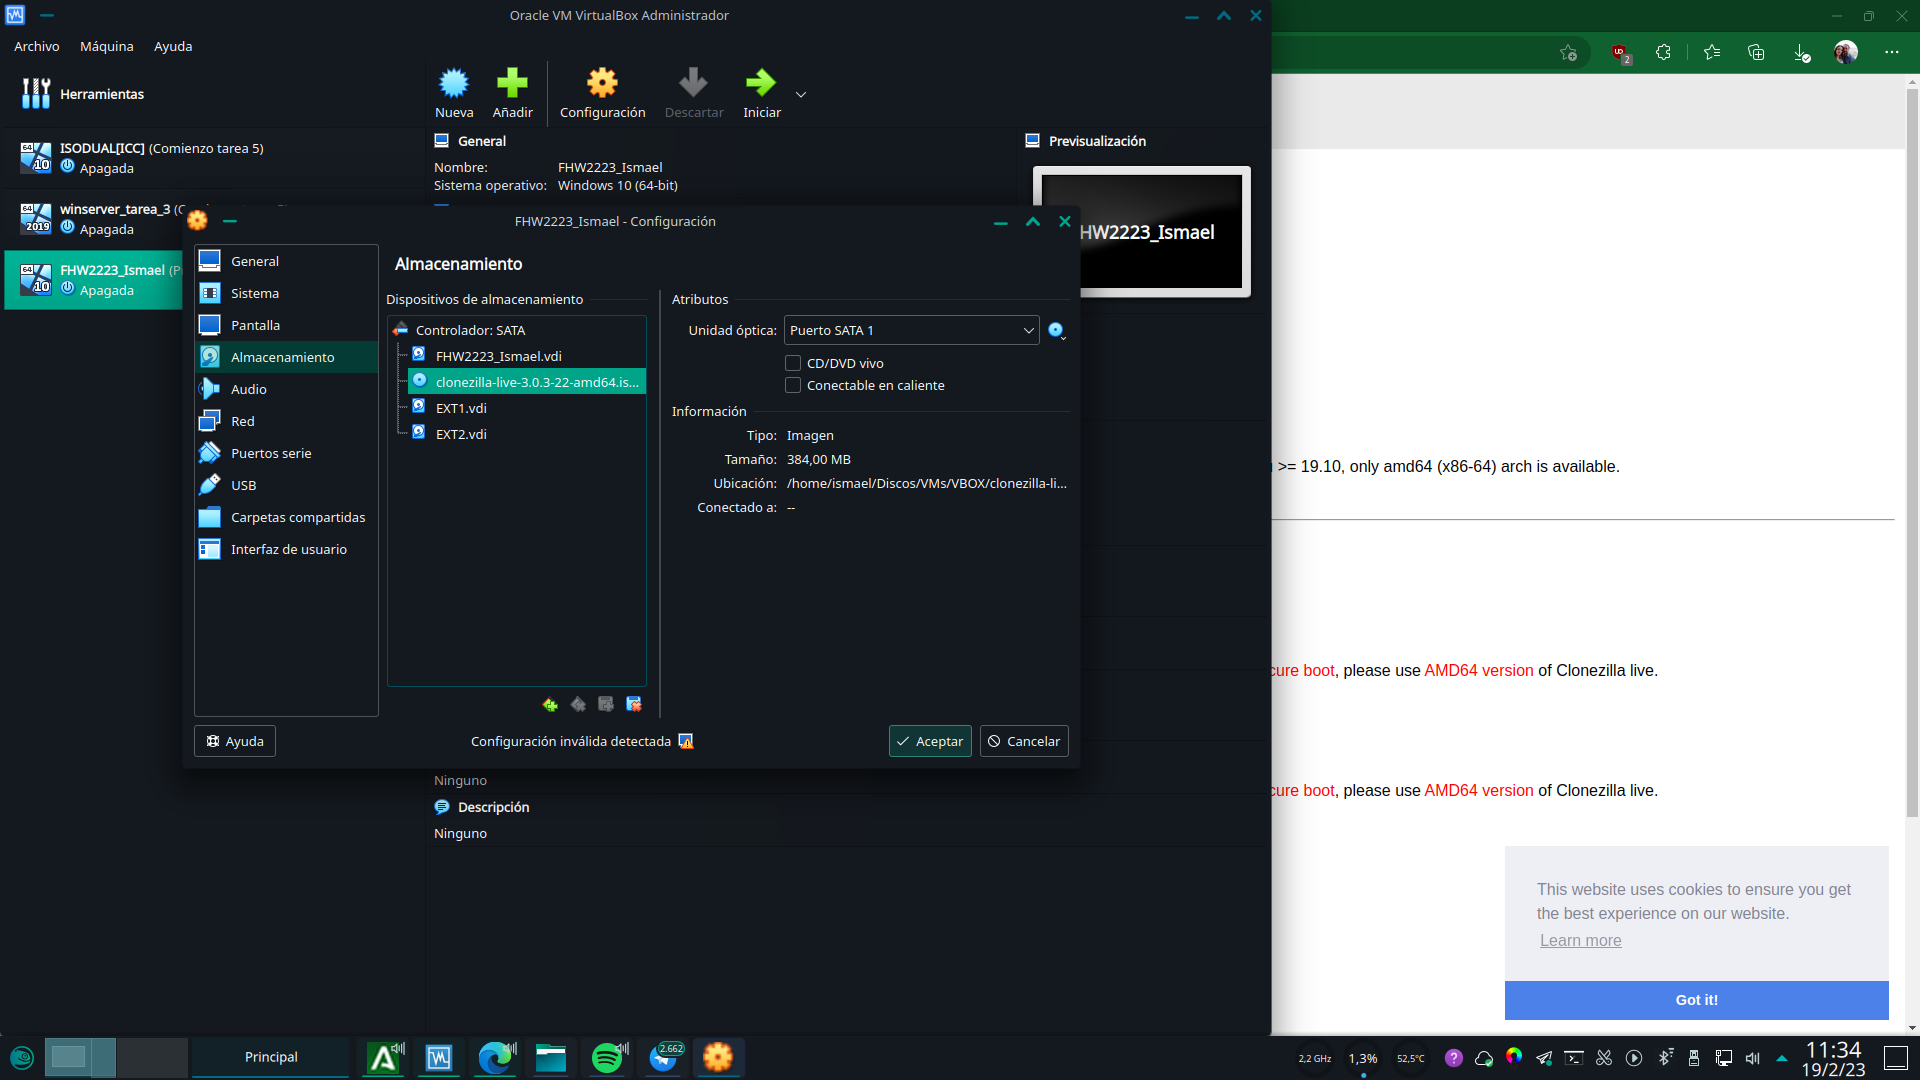 Oracle VM VirtualBox Administrador
Archivo Máquina Ayuda
Herramientas
Nueva Añadir Configuración Descartar Iniciar
ISODUAL[ICC] (Comienzo tarea 5)
Apagada
winserver_tarea_3
Apagada
FHW2223_Ismael
Apagada
General
Nombre: FHW2223_Ismael
Sistema operativo: Windows 10 (64-bit)
Previsualización
HW2223_Ismael
FHW2223_Ismael - Configuración
General
Sistema
Pantalla
Almacenamiento
Audio
Red
Puertos serie
USB
Carpetas compartidas
Interfaz de usuario
Almacenamiento
Dispositivos de almacenamiento
Controlador: SATA
FHW2223_Ismael.vdi
clonezilla-live-3.0.3-22-amd64.is...
EXT1.vdi
EXT2.vdi
Atributos
Unidad óptica: Puerto SATA 1
CD/DVD vivo
Conectable en caliente
Información
Tipo: Imagen
Tamaño: 384,00 MB
Ubicación: /home/ismael/Discos/VMs/VBOX/clonezilla-li...
Conectado a: --
Ayuda
Configuración inválida detectada
Aceptar
Cancelar
Ninguno
Descripción
Ninguno
>= 19.10, only amd64 (x86-64) arch is available.
cure boot, please use AMD64 version of Clonezilla live.
cure boot, please use AMD64 version of Clonezilla live.
This website uses cookies to ensure you get
the best experience on our website.
Learn more
Got it!
Principal
2.662
2,2 GHz
1,3%
52,5°C
11:34
19/2/23